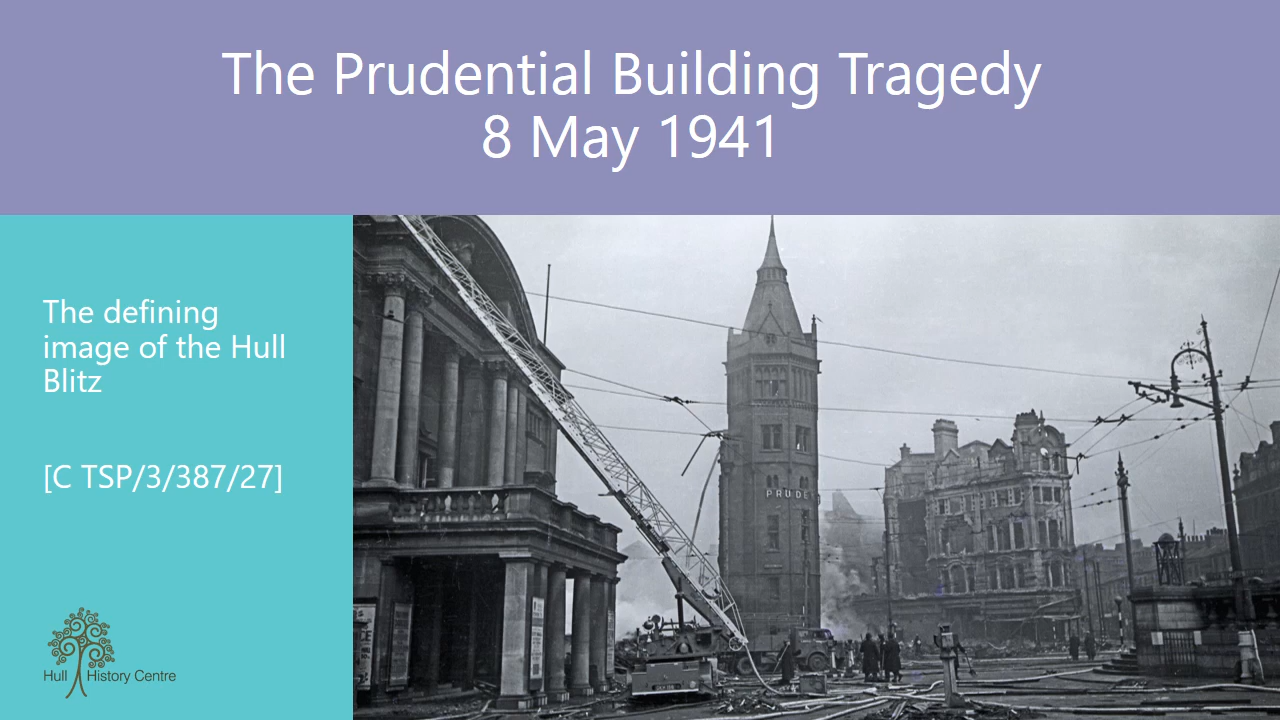 The Prudential Building Tragedy
8 May 1941
The defining
image of the Hull
Blitz
[C TSP/3/387/27]
PRUDE
Hull History Centre